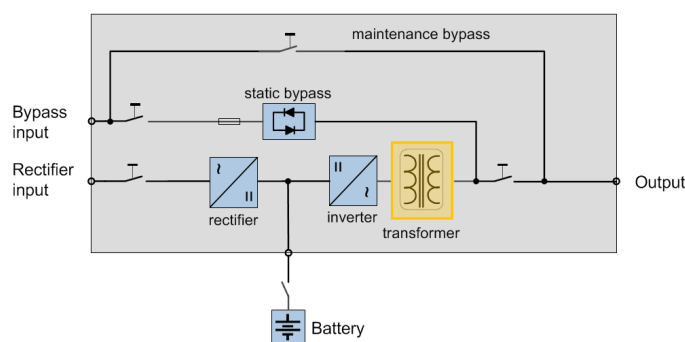 maintenance bypass
static bypass
Bypass
input
Rectifier
input
rectifier
inverter
transformer
Output
Battery